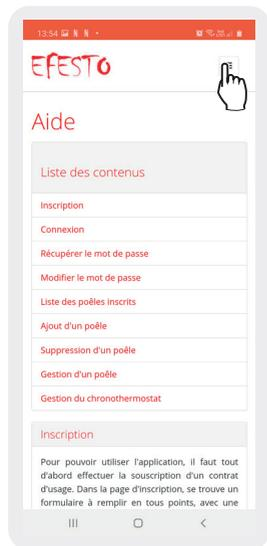 13:54
EFESTO
Aide
Liste des contenus
Inscription
Connexion
Récupérer le mot de passe
Modifier le mot de passe
Liste des poêles inscrits
Ajout d'un poêle
Suppression d'un poêle
Gestion d'un poêle
Gestion du chronothermostat
Inscription
Pour pouvoir utiliser l'application, il faut tout
d'abord effectuer la souscription d'un contrat
d'usage. Dans la page d'inscription, se trouve un
formulaire à remplir en tous points, avec une